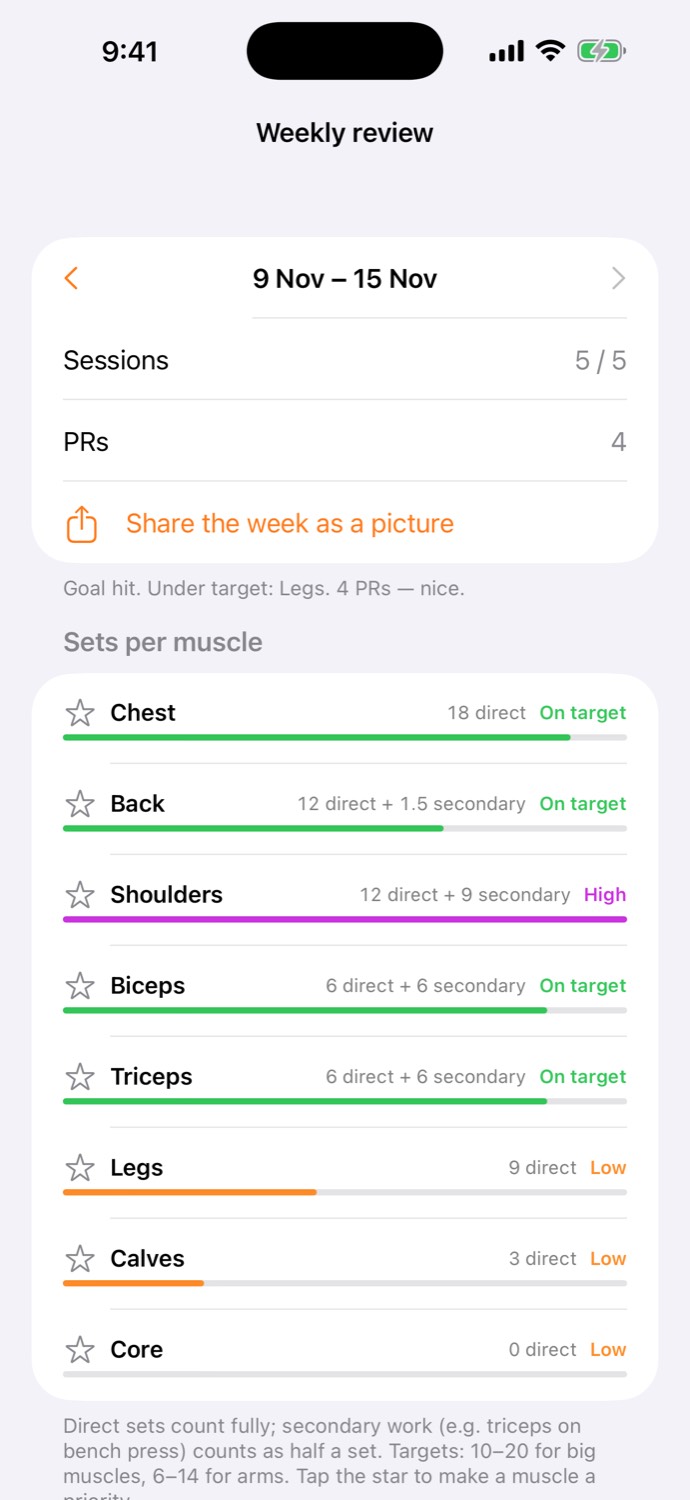 9:41
Weekly review
9 Nov – 15 Nov
Sessions 5 / 5
PRs 4
Share the week as a picture
Goal hit. Under target: Legs. 4 PRs — nice.
Sets per muscle
Chest 18 direct On target
Back 12 direct + 1.5 secondary On target
Shoulders 12 direct + 9 secondary High
Biceps 6 direct + 6 secondary On target
Triceps 6 direct + 6 secondary On target
Legs 9 direct Low
Calves 3 direct Low
Core 0 direct Low
Direct sets count fully; secondary work (e.g. triceps on
bench press) counts as half a set. Targets: 10–20 for big
muscles, 6–14 for arms. Tap the star to make a muscle a
priority.